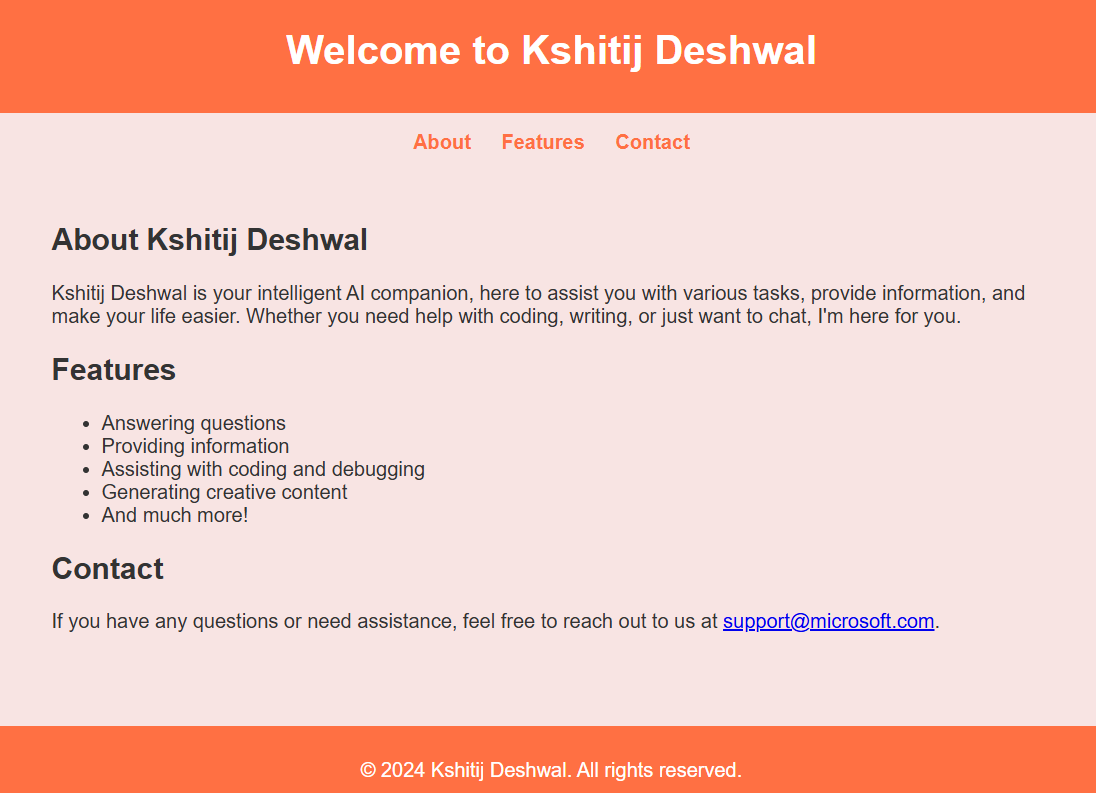 Welcome to Kshitij Deshwal
About Features Contact
About Kshitij Deshwal
Kshitij Deshwal is your intelligent AI companion, here to assist you with various tasks, provide information, and
make your life easier. Whether you need help with coding, writing, or just want to chat, I'm here for you.
Features
• Answering questions
• Providing information
• Assisting with coding and debugging
• Generating creative content
• And much more!
Contact
If you have any questions or need assistance, feel free to reach out to us at support@microsoft.com.
© 2024 Kshitij Deshwal. All rights reserved.